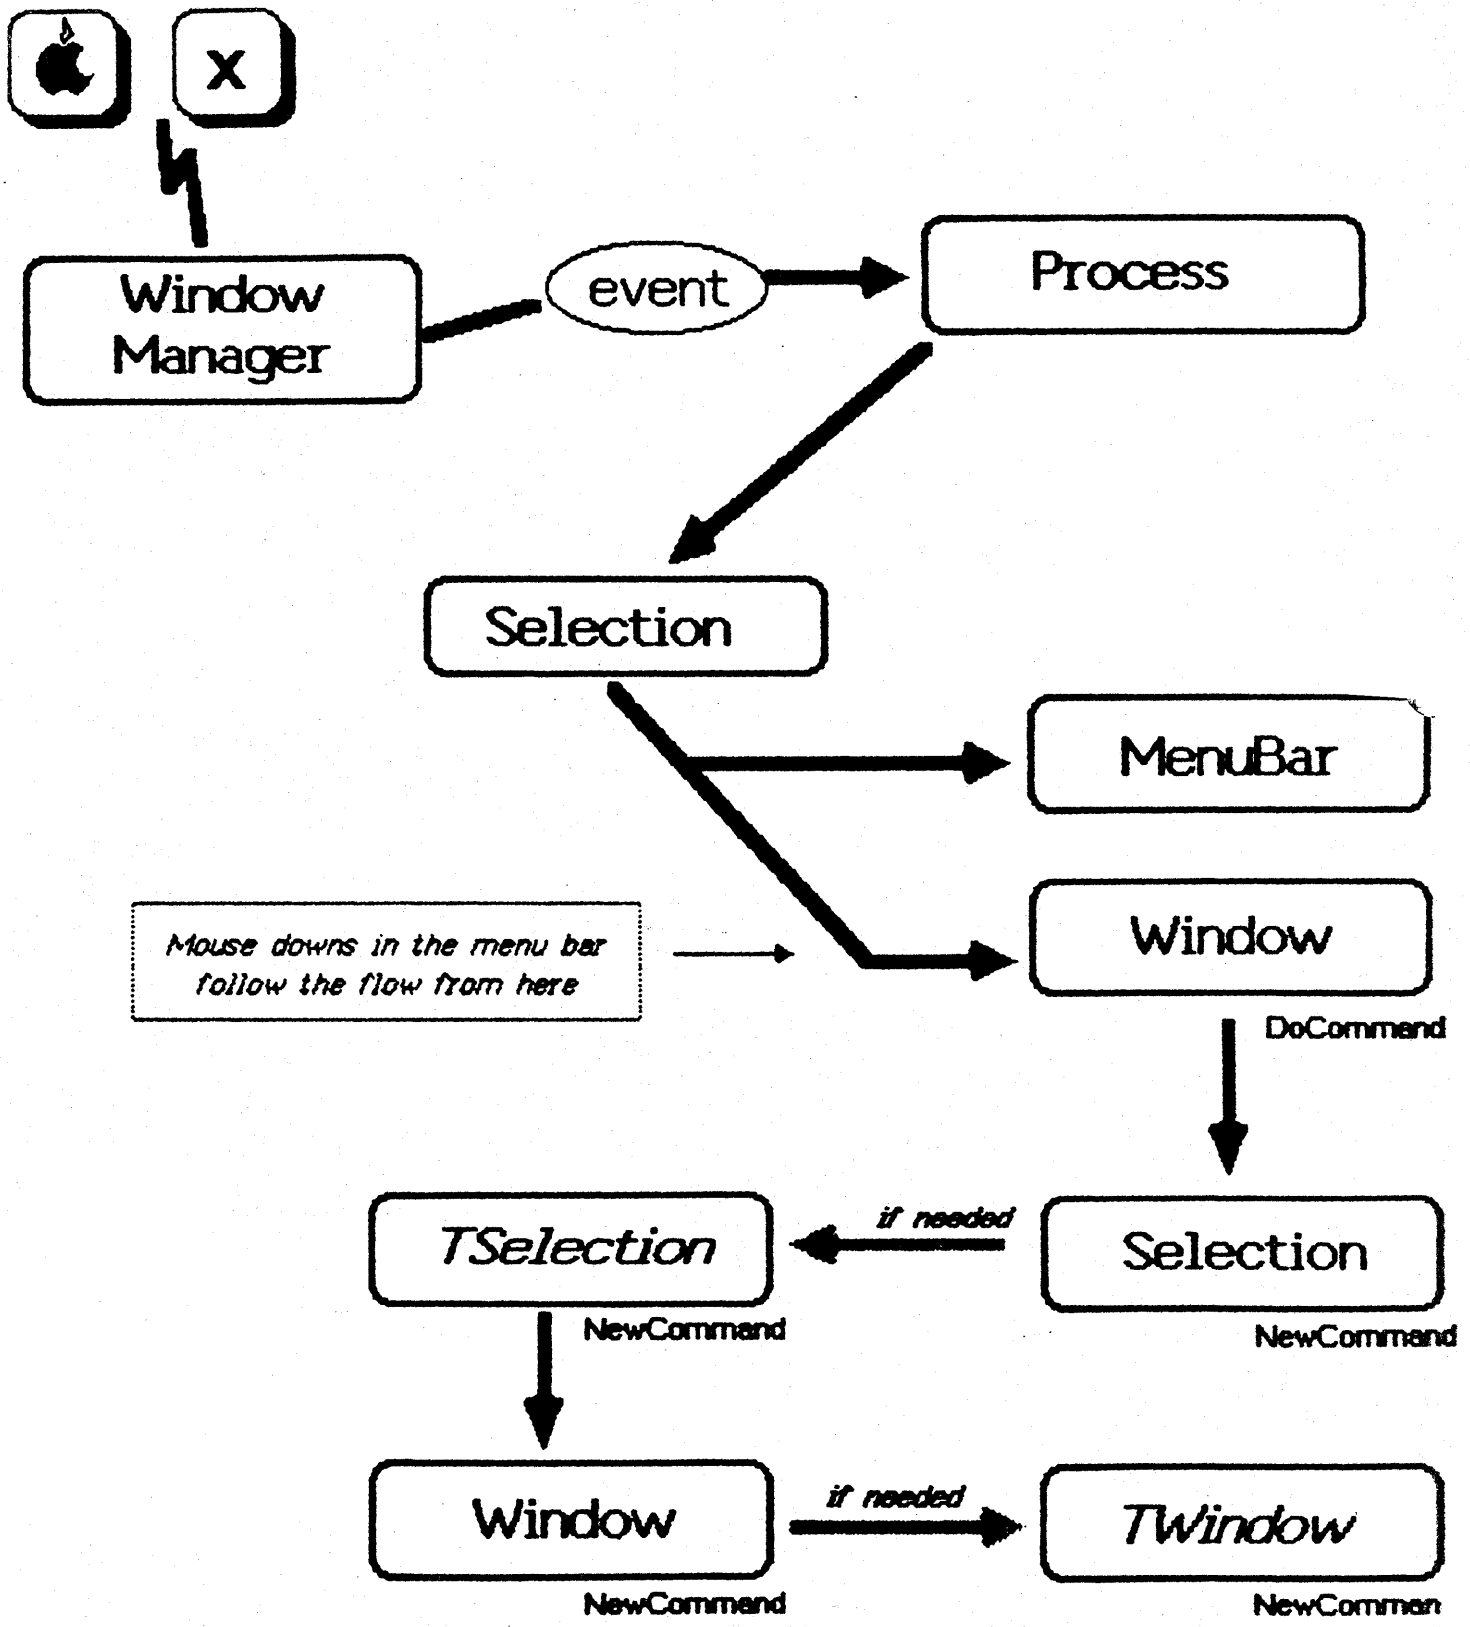 X
Window
Manager
event
Process
Selection
MenuBar
Mouse downs in the menu bar
follow the flow from here
Window
DoCommand
TSelection
if needed
Selection
NewCommand
NewCommand
Window
if needed
TWindow
NewCommand
NewComman